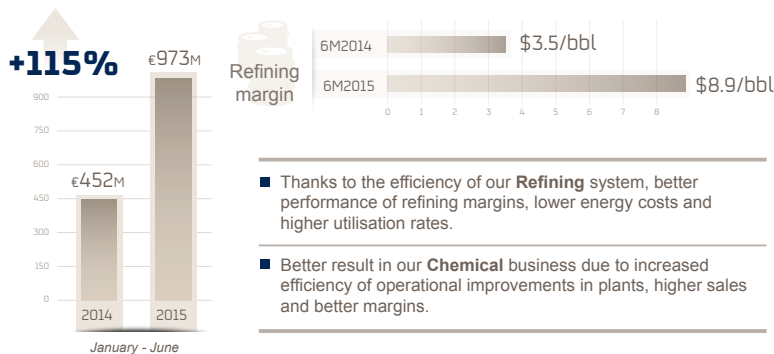 +115%
€973M
900
750
600
€452M
450
300
150
0
2014
2015
January - June
Refining
margin
6M2014
$3.5/bbl
6M2015
$8.9/bbl
0 1 2 3 4 5 6 7 8
Thanks to the efficiency of our Refining system, better
performance of refining margins, lower energy costs and
higher utilisation rates.
Better result in our Chemical business due to increased
efficiency of operational improvements in plants, higher sales
and better margins.